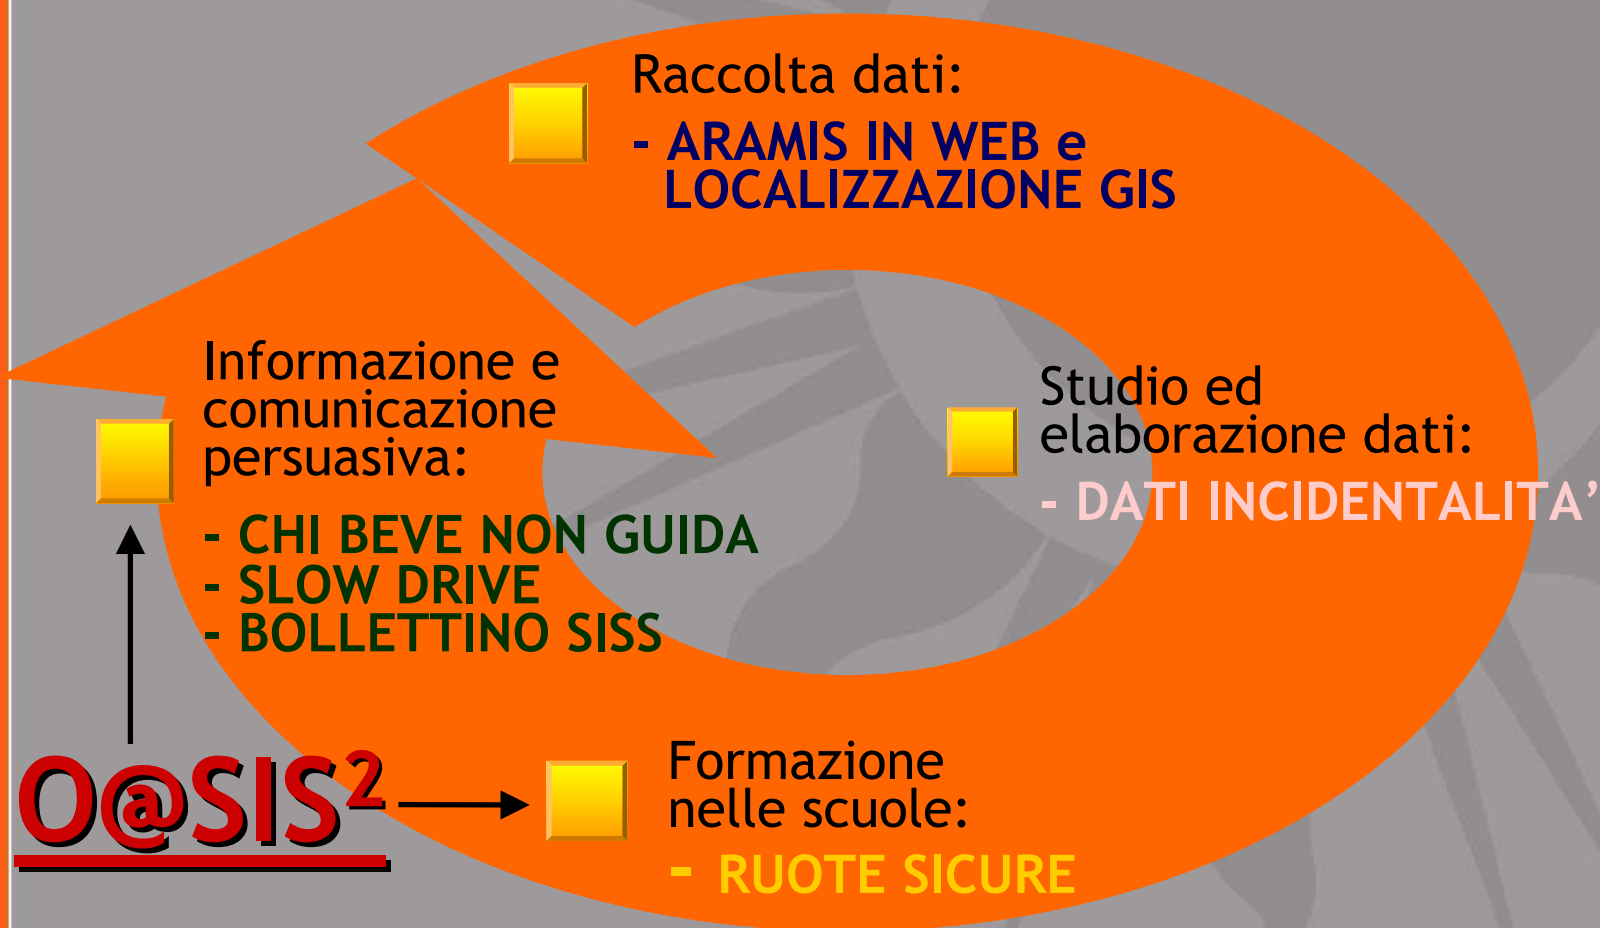 Raccolta dati:
- ARAMIS IN WEB e
LOCALIZZAZIONE GIS
Studio ed
elaborazione dati:
- DATI INCIDENTALITA’
Informazione e
comunicazione
persuasiva:
- CHI BEVE NON GUIDA
- SLOW DRIVE
- BOLLETTINO SISS
O@SIS²
Formazione
nelle scuole:
- RUOTE SICURE